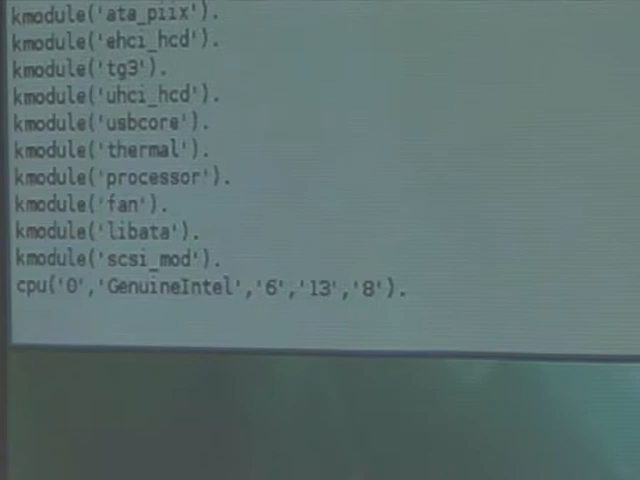 kmodule('ata_piix').
kmodule('ehci_hcd').
kmodule('tg3').
kmodule('uhci_hcd').
kmodule('usbcore').
kmodule('thermal').
kmodule('processor').
kmodule('fan').
kmodule('libata').
kmodule('scsi_mod').
cpu('0','GenuineIntel','6','13','8').